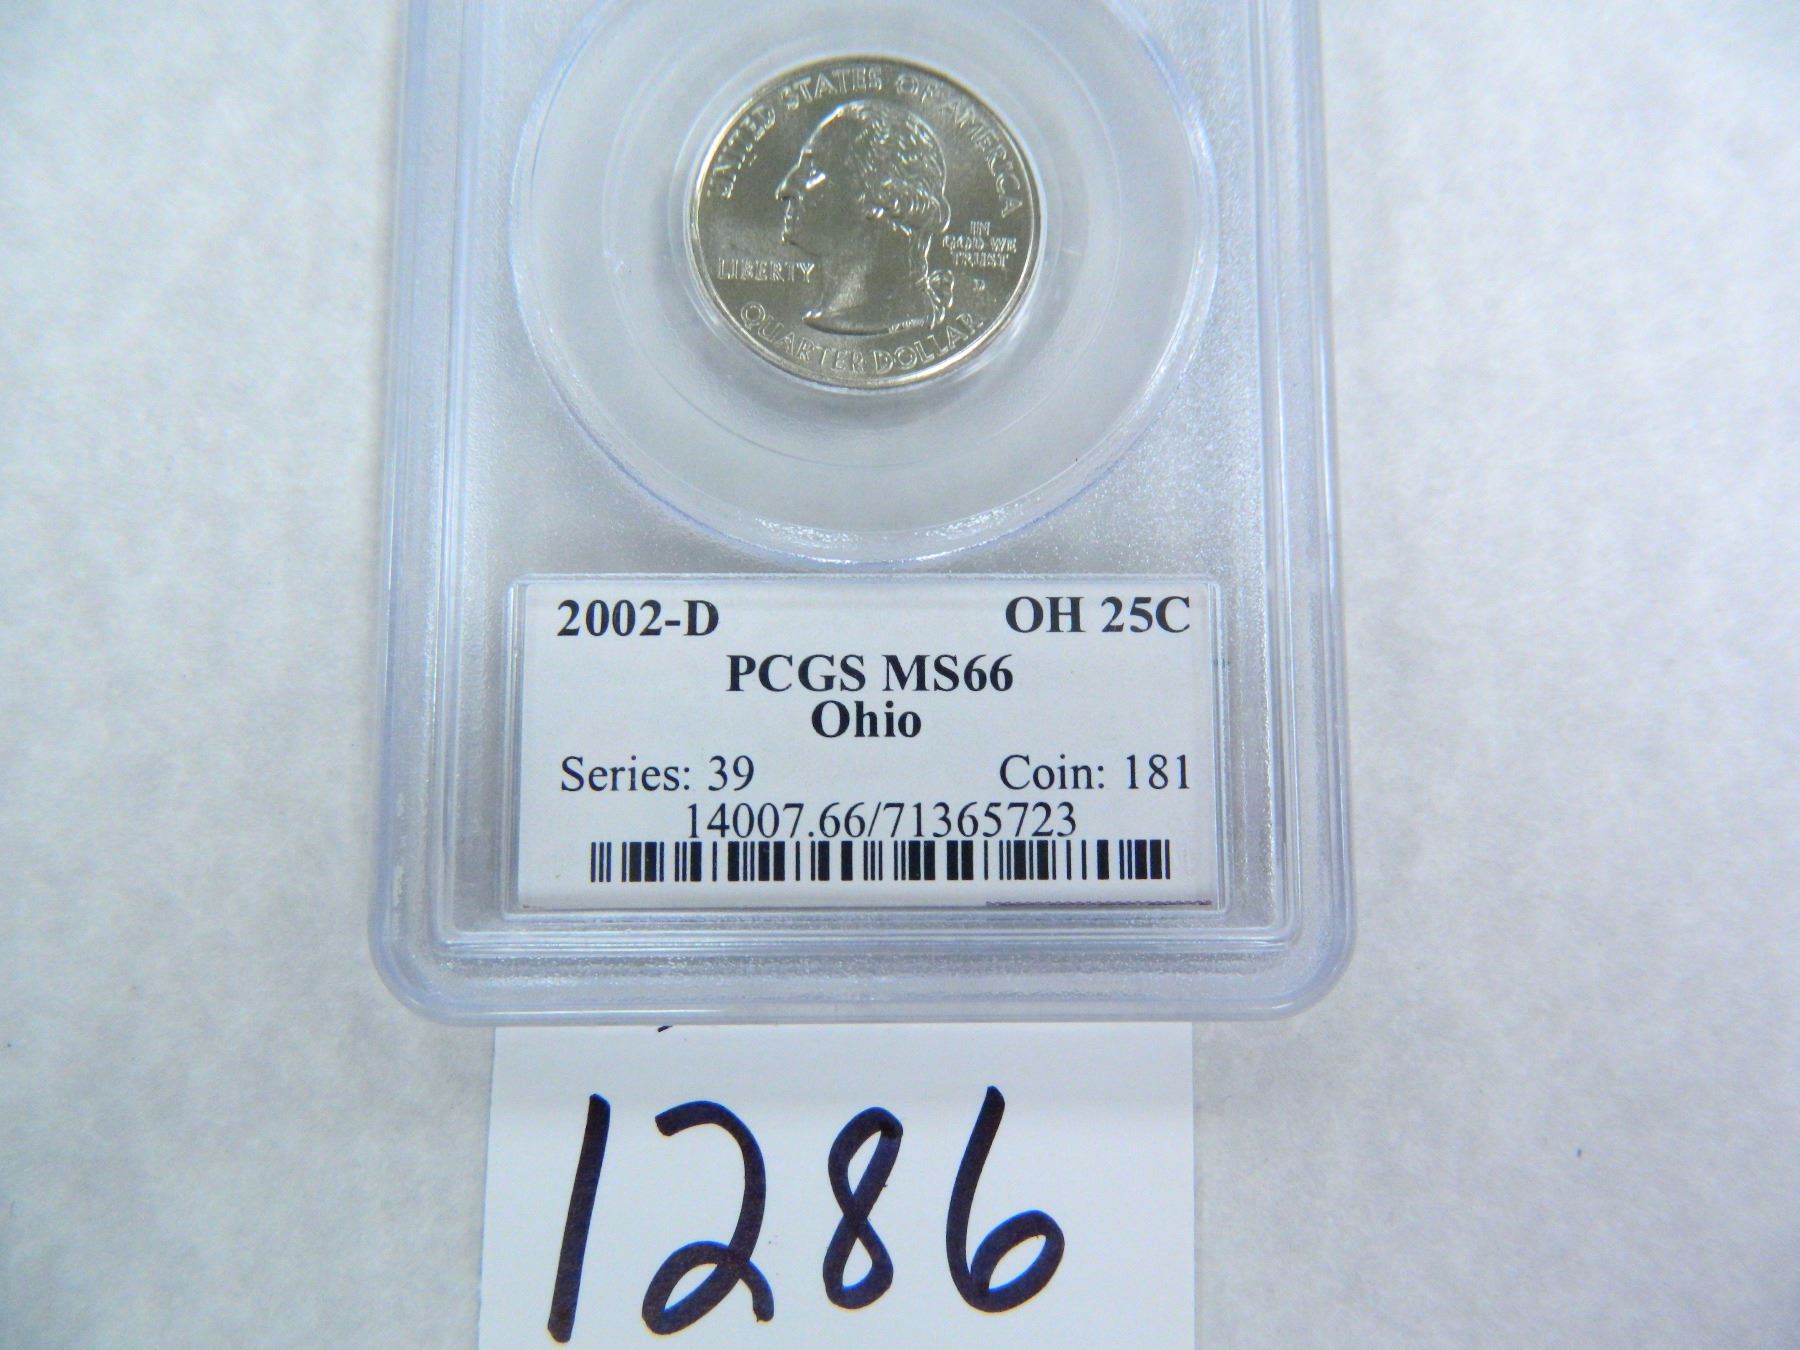 UNITED STATES OF AMERICA
LIBERTY
IN
GOD WE
TRUST
D
QUARTER DOLLAR
2002-D OH 25C
PCGS MS66
Ohio
Series: 39 Coin: 181
14007.66/71365723
1286